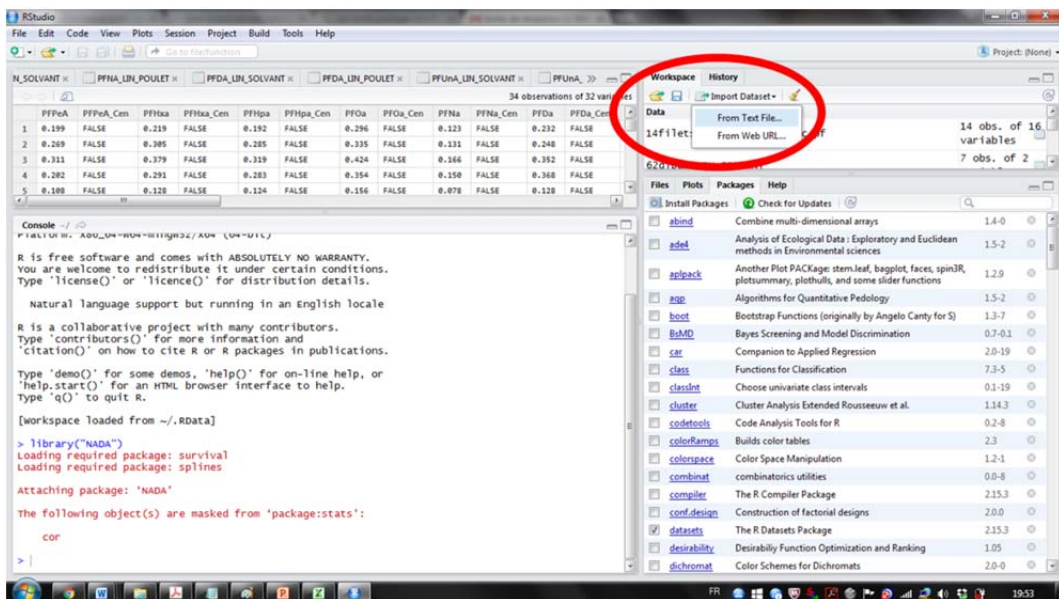 RStudio
File Edit Code View Plots Session Project Build Tools Help
Go to file/function
Project: (None)
N_SOLVANT × PFNA_LIN_POULET × PFDA_LIN_SOLVANT × PFDA_LIN_POULET × PFUnA_LIN_SOLVANT × PFUnA_
34 observations of 32 variables
PFPeA PFPeA_Cen PFHxa PFHxa_Cen PFHpa PFHpa_Cen PFOa PFOa_Cen PFNa PFNa_Cen PFDa PFDa_Cen
1 0.199 FALSE 0.219 FALSE 0.192 FALSE 0.296 FALSE 0.123 FALSE 0.232 FALSE
2 0.269 FALSE 0.305 FALSE 0.285 FALSE 0.335 FALSE 0.131 FALSE 0.248 FALSE
3 0.311 FALSE 0.379 FALSE 0.319 FALSE 0.424 FALSE 0.166 FALSE 0.352 FALSE
4 0.202 FALSE 0.291 FALSE 0.283 FALSE 0.354 FALSE 0.150 FALSE 0.368 FALSE
5 0.108 FALSE 0.128 FALSE 0.124 FALSE 0.156 FALSE 0.078 FALSE 0.128 FALSE
Console ~/
R is free software and comes with ABSOLUTELY NO WARRANTY.
You are welcome to redistribute it under certain conditions.
Type 'license()' or 'licence()' for distribution details.
Natural language support but running in an English locale
R is a collaborative project with many contributors.
Type 'contributors()' for more information and
'citation()' on how to cite R or R packages in publications.
Type 'demo()' for some demos, 'help()' for on-line help, or
'help.start()' for an HTML browser interface to help.
Type 'q()' to quit R.
[Workspace loaded from ~/.RData]
> library("NADA")
Loading required package: survival
Loading required package: splines
Attaching package: 'NADA'
The following object(s) are masked from 'package:stats':
cor
>
Workspace History
Import Dataset
From Text File...
From Web URL...
Data
14 obs. of 16 variables
7 obs. of 2
Files Plots Packages Help
Install Packages Check for Updates
abind Combine multi-dimensional arrays 1.4-0
ade4 Analysis of Ecological Data : Exploratory and Euclidean methods in Environmental sciences 1.5-2
aplpack Another Plot PACKage: stem.leaf, bagplot, faces, spin3R, plotsummary, plothulls, and some slider functions 1.2.9
aqp Algorithms for Quantitative Pedology 1.5-2
boot Bootstrap Functions (originally by Angelo Canty for S) 1.3-7
BsMD Bayes Screening and Model Discrimination 0.7-0.1
car Companion to Applied Regression 2.0-19
class Functions for Classification 7.3-5
classInt Choose univariate class intervals 0.1-19
cluster Cluster Analysis Extended Rousseeuw et al. 1.14.3
codetools Code Analysis Tools for R 0.2-8
colorRamps Builds color tables 2.3
colorspace Color Space Manipulation 1.2-1
combinat combinatorics utilities 0.0-8
compiler The R Compiler Package 2.15.3
conf.design Construction of factorial designs 2.0.0
datasets The R Datasets Package 2.15.3
desirability Desirabiliy Function Optimization and Ranking 1.05
dichromat Color Schemes for Dichromats 2.0-0
FR 19:53